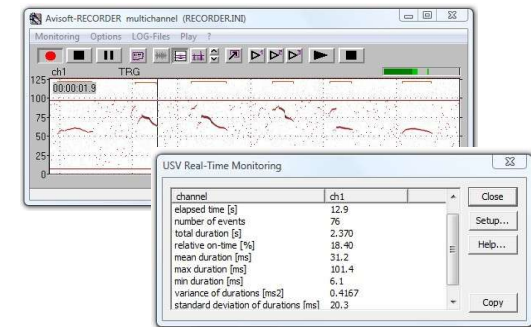 Avisoft-RECORDER multichannel (RECORDER.INI)
Monitoring Options LOG-Files Play ?
ch1 TRG
00:00:01.9
125
100
75
50
25
0
USV Real-Time Monitoring
channel ch1
elapsed time [s] 12.9
number of events 76
total duration [s] 2.370
relative on-time [%] 18.40
mean duration [ms] 31.2
max duration [ms] 101.4
min duration [ms] 6.1
variance of durations [ms2] 0.4167
standard deviation of durations [ms] 20.3
Close
Setup...
Help...
Copy